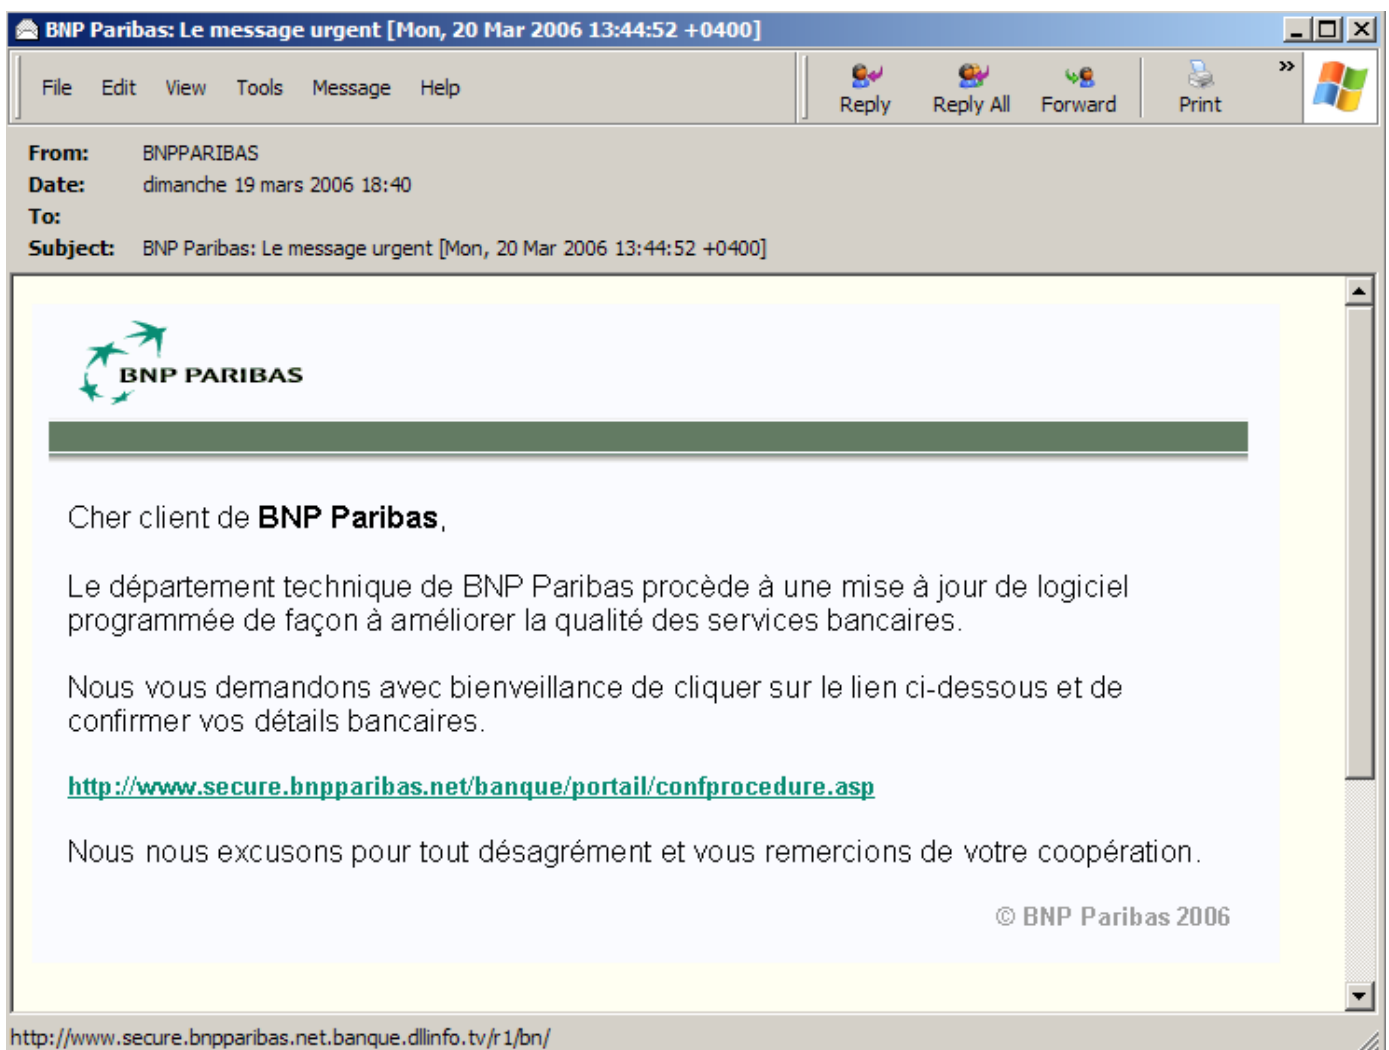 BNP Paribas: Le message urgent [Mon, 20 Mar 2006 13:44:52 +0400]
File Edit View Tools Message Help
Reply Reply All Forward Print »
From: BNPPARIBAS
Date: dimanche 19 mars 2006 18:40
To:
Subject: BNP Paribas: Le message urgent [Mon, 20 Mar 2006 13:44:52 +0400]
BNP PARIBAS
Cher client de BNP Paribas,
Le département technique de BNP Paribas procède à une mise à jour de logiciel
programmée de façon à améliorer la qualité des services bancaires.
Nous vous demandons avec bienveillance de cliquer sur le lien ci-dessous et de
confirmer vos détails bancaires.
http://www.secure.bnpparibas.net/banque/portail/confprocedure.asp
Nous nous excusons pour tout désagrément et vous remercions de votre coopération.
© BNP Paribas 2006
http://www.secure.bnpparibas.net.banque.dllinfo.tv/r1/bn/